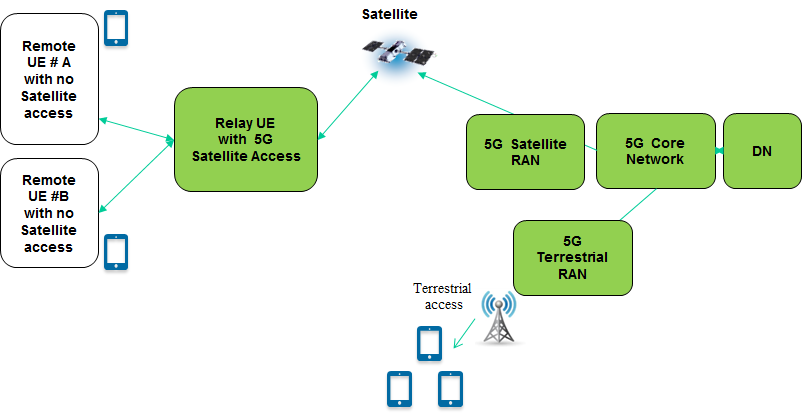 Satellite
Remote
UE # A
with no
Satellite
access
Relay UE
with 5G
Satellite Access
5G Satellite
RAN
5G Core
Network
DN
Remote
UE #B
with no
Satellite
access
5G
Terrestrial
RAN
Terrestrial
access